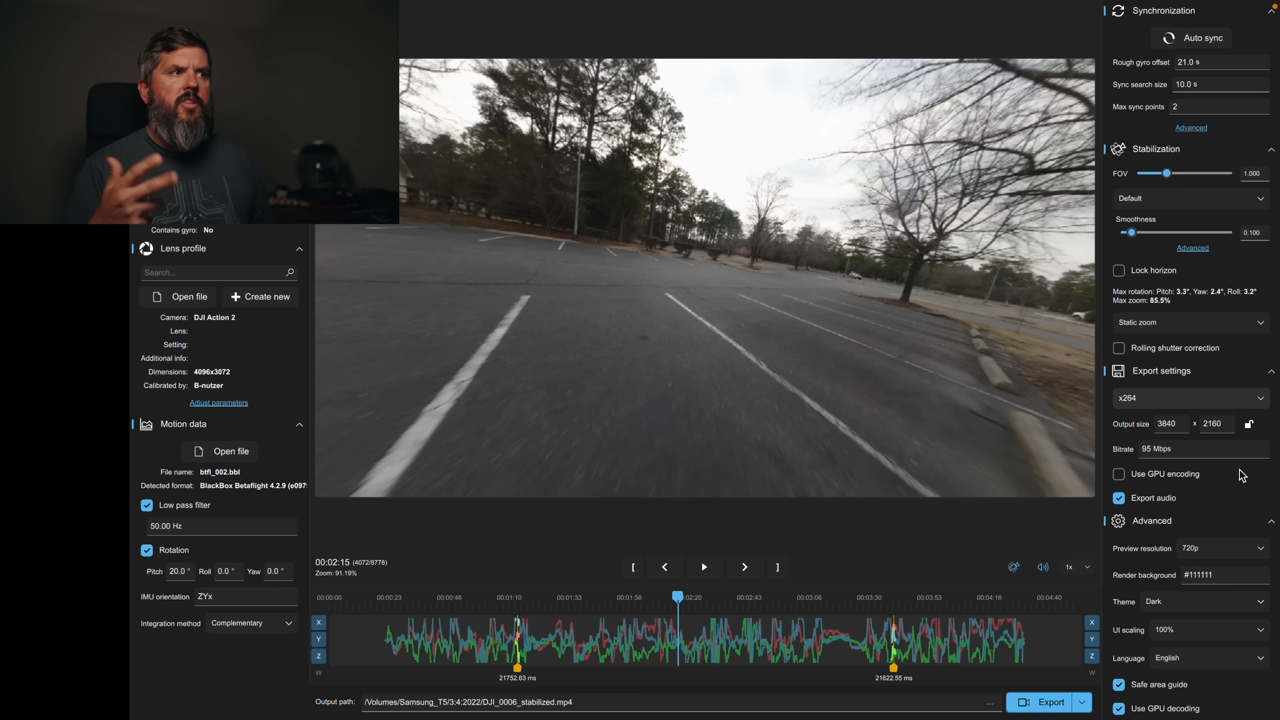 Contains gyro: No
Lens profile
Search...
Open file
Create new
Camera: DJI Action 2
Lens:
Setting:
Additional info:
Dimensions: 4096x3072
Calibrated by: B-nutzer
Adjust parameters
Motion data
Open file
File name: btfl_002.bbl
Detected format: BlackBox Betaflight 4.2.9 (e097
Low pass filter
50.00 Hz
Rotation
Pitch 20.0 ° Roll 0.0 ° Yaw 0.0 °
IMU orientation ZYx
Integration method Complementary
00:02:15 (4072/8778)
Zoom: 91.19%
[
]
1x
00:00:00 00:00:23 00:00:46 00:01:10 00:01:33 00:01:56 02:20 00:02:43 00:03:06 00:03:30 00:03:53 00:04:16 00:04:40
X X
Y Y
Z Z
W W
21752.63 ms 21622.55 ms
Output path: /Volumes/Samsung_T5/3:4:2022/DJI_0006_stabilized.mp4 ...
Export
Synchronization
Auto sync
Rough gyro offset 21.0 s
Sync search size 10.0 s
Max sync points 2
Advanced
Stabilization
FOV 1.000
Default
Smoothness
0.100
Advanced
Lock horizon
Max rotation: Pitch: 3.3°, Yaw: 2.4°, Roll: 3.2°
Max zoom: 85.5%
Static zoom
Rolling shutter correction
Export settings
x264
Output size 3840 x 2160
Bitrate 95 Mbps
Use GPU encoding
Export audio
Advanced
Preview resolution 720p
Render background #111111
Theme Dark
UI scaling 100%
Language English
Safe area guide
Use GPU decoding